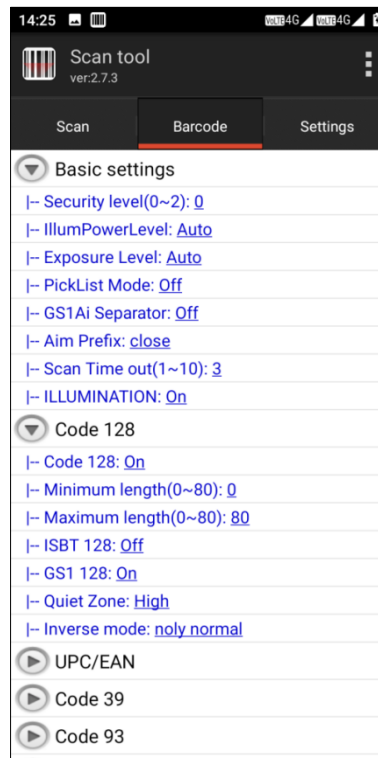 14:25 VoLTE 4G VoLTE 4G
Scan tool
ver:2.7.3
Scan Barcode Settings
Basic settings
|-- Security level(0~2): 0
|-- IllumPowerLevel: Auto
|-- Exposure Level: Auto
|-- PickList Mode: Off
|-- GS1Ai Separator: Off
|-- Aim Prefix: close
|-- Scan Time out(1~10): 3
|-- ILLUMINATION: On
Code 128
|-- Code 128: On
|-- Minimum length(0~80): 0
|-- Maximum length(0~80): 80
|-- ISBT 128: Off
|-- GS1 128: On
|-- Quiet Zone: High
|-- Inverse mode: noly normal
UPC/EAN
Code 39
Code 93